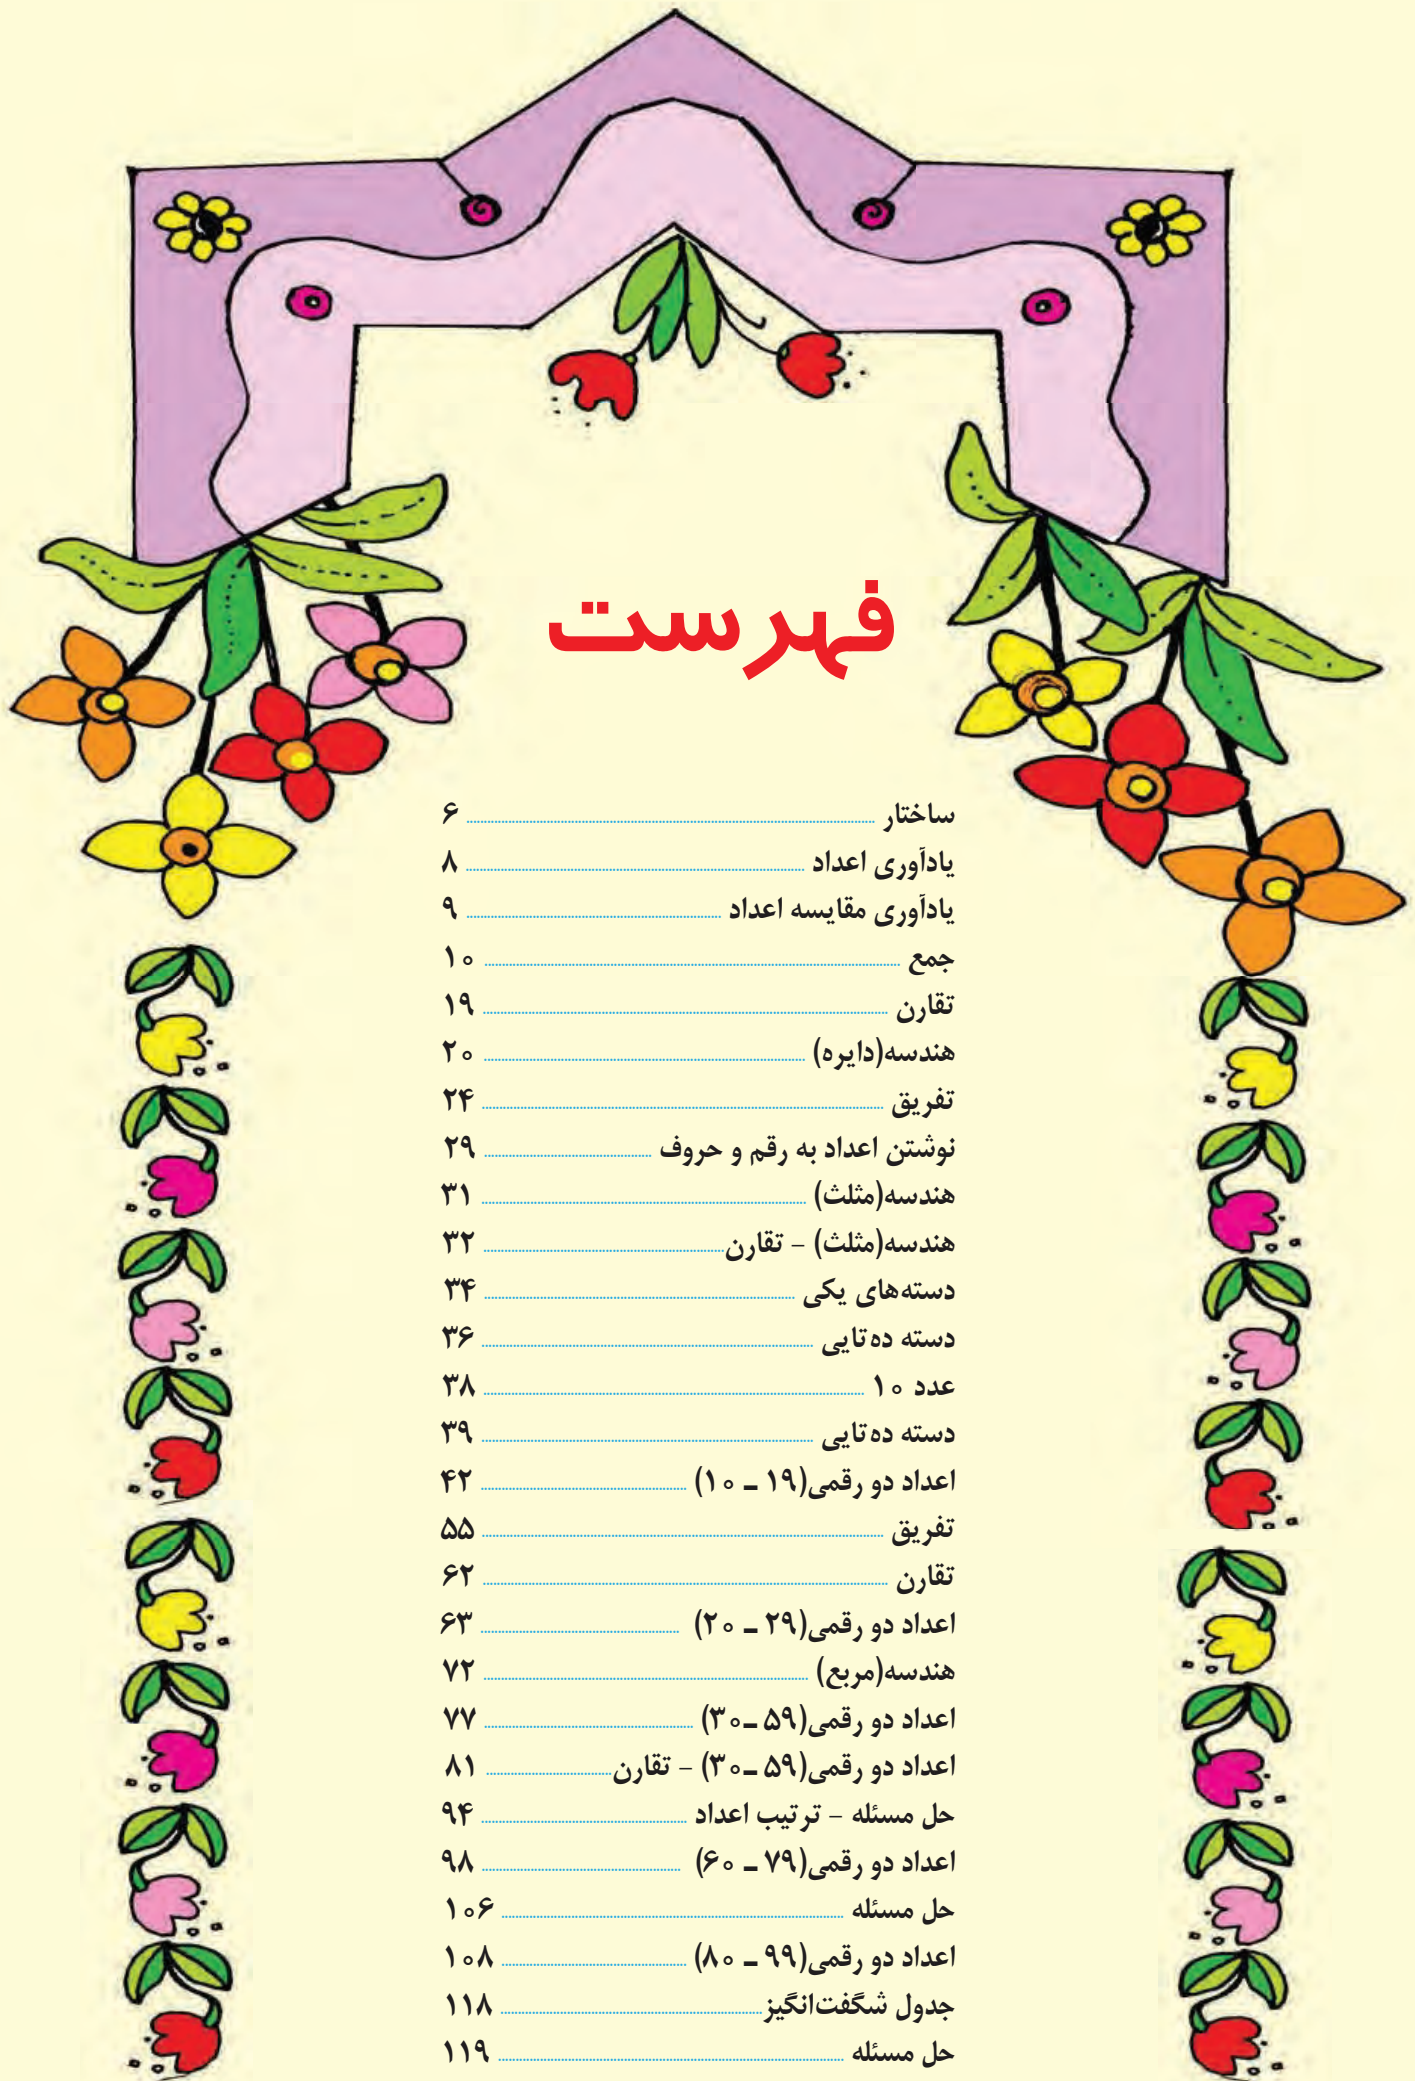 فهرست
ساختار ۶
یادآوری اعداد ۸
یادآوری مقایسه اعداد ۹
جمع ۱۰
تقارن ۱۹
هندسه(دایره) ۲۰
تفریق ۲۴
نوشتن اعداد به رقم و حروف ۲۹
هندسه(مثلث) ۳۱
هندسه(مثلث) – تقارن ۳۲
دسته‌های یکی ۳۴
دسته ده‌تایی ۳۶
عدد ۱۰ ۳۸
دسته ده‌تایی ۳۹
اعداد دو رقمی(۱۹ ـ ۱۰) ۴۲
تفریق ۵۵
تقارن ۶۲
اعداد دو رقمی(۲۹ ـ ۲۰) ۶۳
هندسه(مربع) ۷۲
اعداد دو رقمی(۵۹ ـ۳۰) ۷۷
اعداد دو رقمی(۵۹ ـ۳۰) – تقارن ۸۱
حل مسئله – ترتیب اعداد ۹۴
اعداد دو رقمی(۷۹ ـ ۶۰) ۹۸
حل مسئله ۱۰۶
اعداد دو رقمی(۹۹ ـ ۸۰) ۱۰۸
جدول شگفت‌انگیز ۱۱۸
حل مسئله ۱۱۹